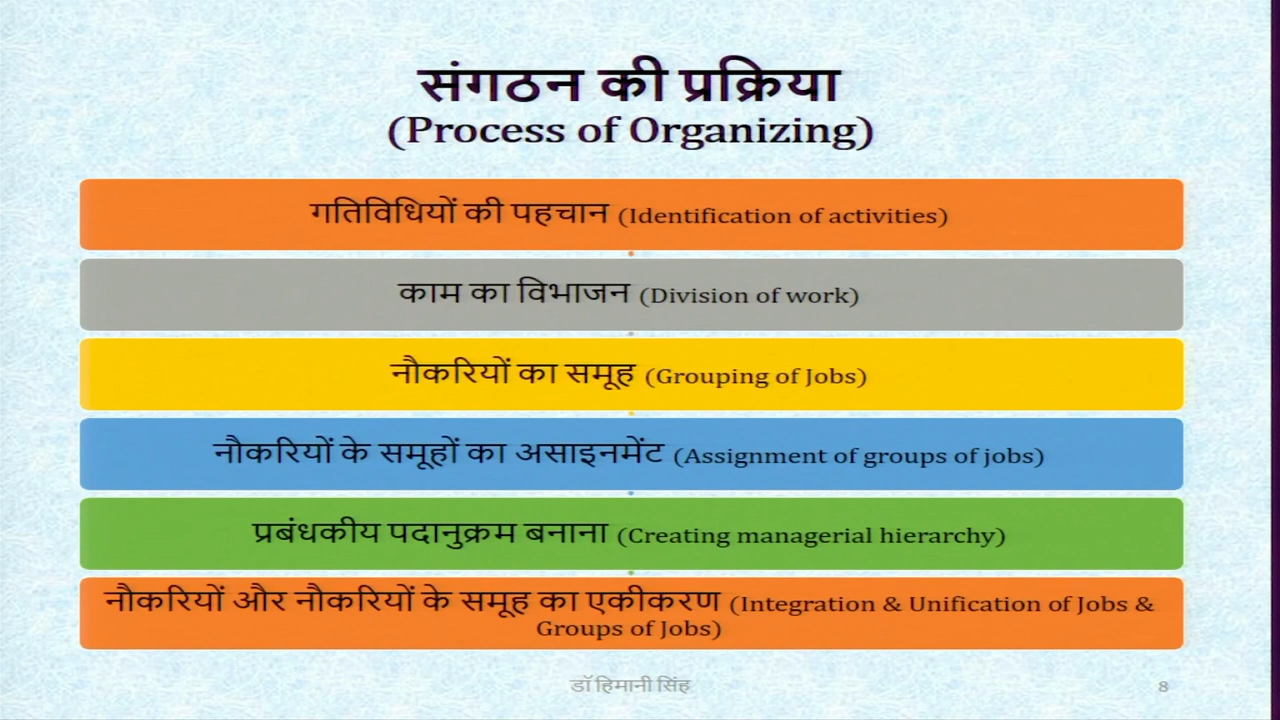 संगठन की प्रक्रिया
(Process of Organizing)
गतिविधियों की पहचान (Identification of activities)
काम का विभाजन (Division of work)
नौकरियों का समूह (Grouping of Jobs)
नौकरियों के समूहों का असाइनमेंट (Assignment of groups of jobs)
प्रबंधकीय पदानुक्रम बनाना (Creating managerial hierarchy)
नौकरियों और नौकरियों के समूह का एकीकरण (Integration & Unification of Jobs &
Groups of Jobs)
डॉ हिमानी सिंह
8